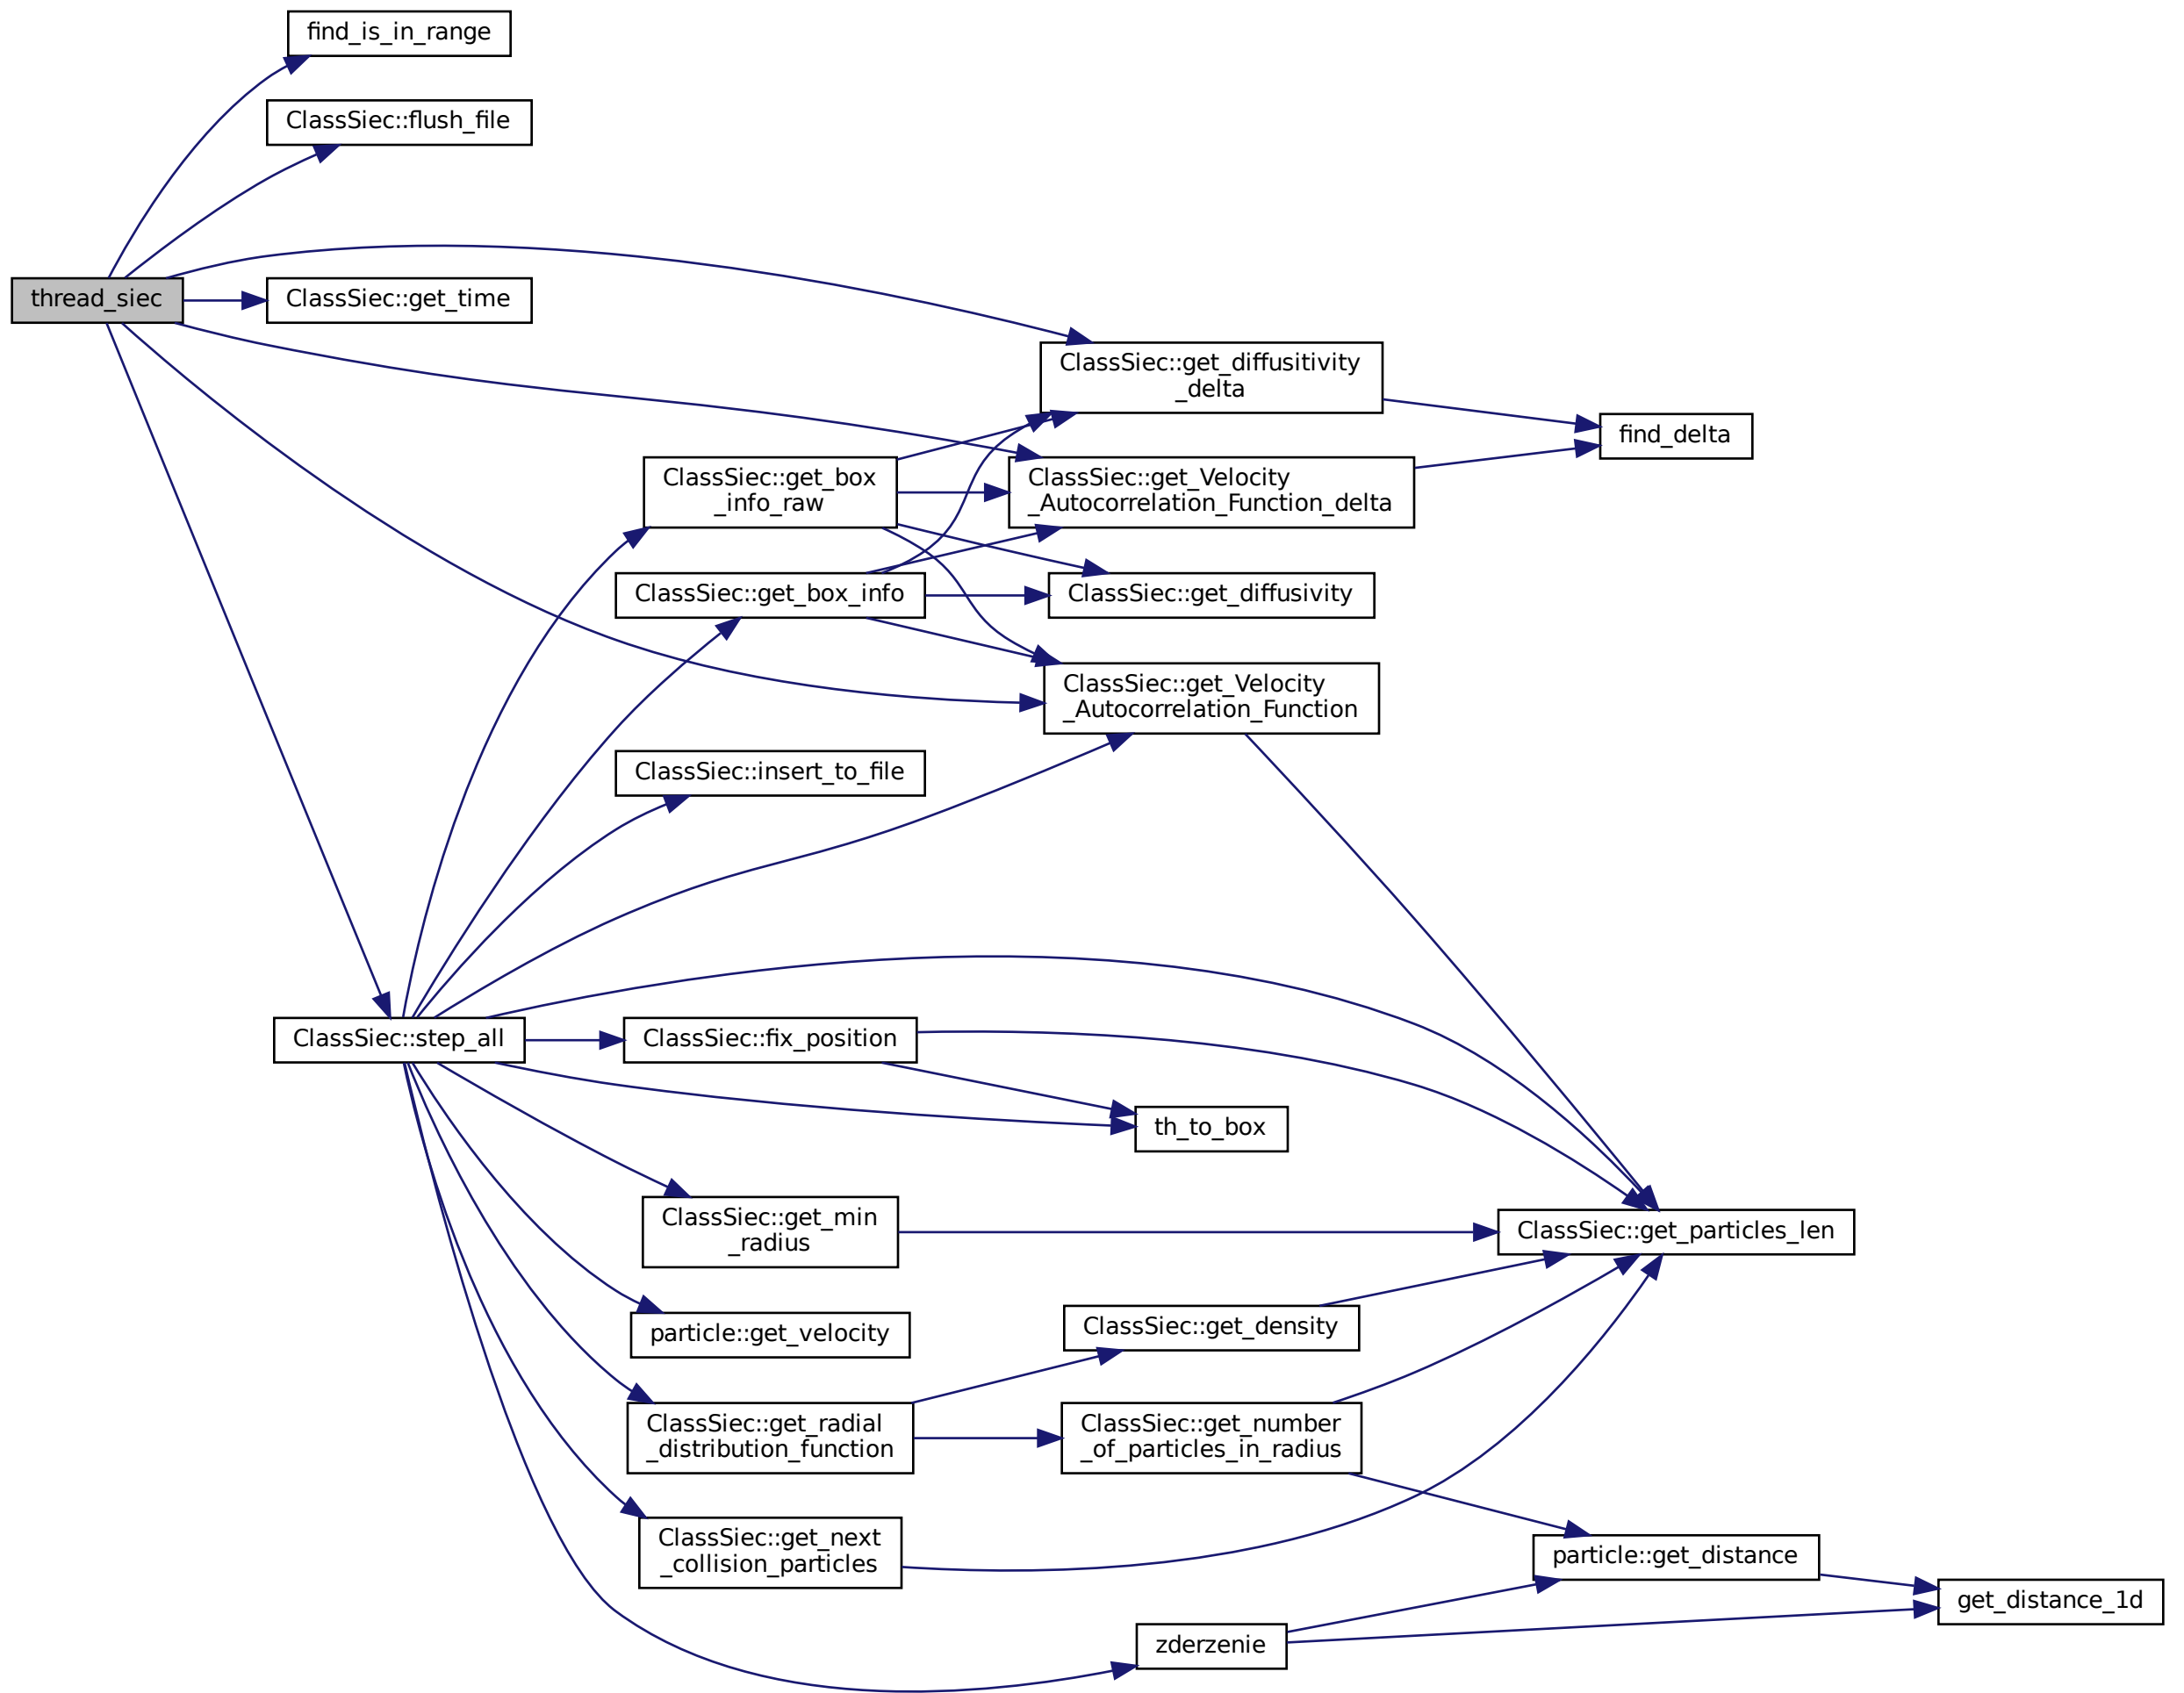 find_is_in_range
ClassSiec::flush_file
thread_siec
ClassSiec::get_time
ClassSiec::get_diffusitivity
_delta
find_delta
ClassSiec::get_box
_info_raw
ClassSiec::get_Velocity
_Autocorrelation_Function_delta
ClassSiec::get_box_info
ClassSiec::get_diffusivity
ClassSiec::get_Velocity
_Autocorrelation_Function
ClassSiec::insert_to_file
ClassSiec::step_all
ClassSiec::fix_position
th_to_box
ClassSiec::get_min
_radius
ClassSiec::get_particles_len
particle::get_velocity
ClassSiec::get_density
ClassSiec::get_radial
_distribution_function
ClassSiec::get_number
_of_particles_in_radius
ClassSiec::get_next
_collision_particles
particle::get_distance
get_distance_1d
zderzenie